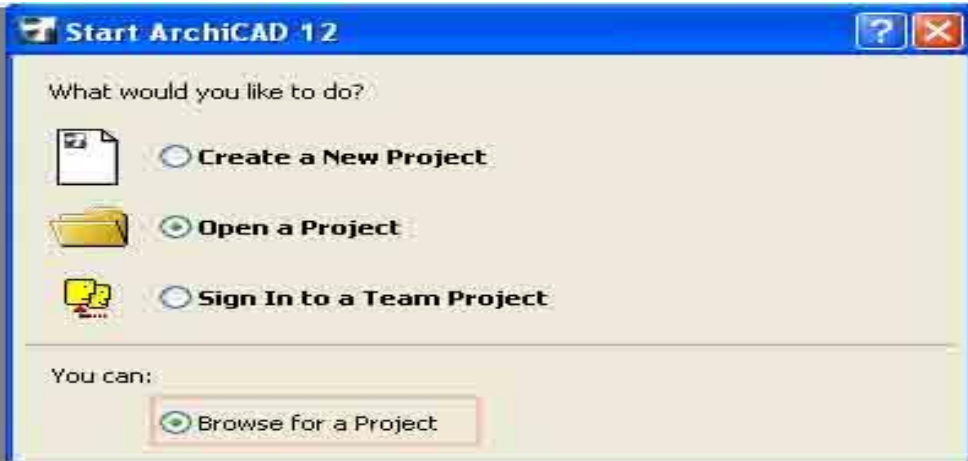 Start ArchiCAD 12
What would you like to do?
Create a New Project
Open a Project
Sign In to a Team Project
You can:
Browse for a Project